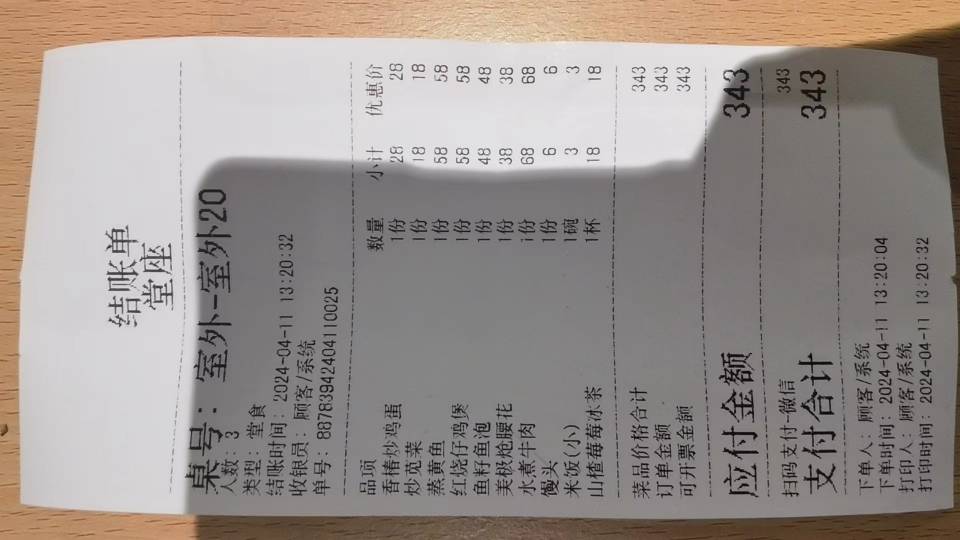 结账单
堂座
桌号：室外-室外20
人数：3
类型：堂食
结账时间：2024-04-11 13:20:32
收银员：顾客/系统
单号：88783942404110025
品项 数量 小计 优惠价
香椿炒鸡蛋 1份 28 28
炒苋菜 1份 18 18
蒸黄鱼 1份 58 58
红烧仔鸡煲 1份 58 58
鱼籽鱼泡 1份 48 48
美极炝腰花 1份 38 38
水煮牛肉 1份 68 68
馒头 1份 6 6
米饭(小) 1碗 3 3
山楂莓莓冰茶 1杯 18 18
菜品价格合计 343
订单金额 343
可开票金额 343
应付金额 343
扫码支付-微信 343
支付合计 343
下单人：顾客/系统
下单时间：2024-04-11 13:20:04
打印人：顾客/系统
打印时间：2024-04-11 13:20:32